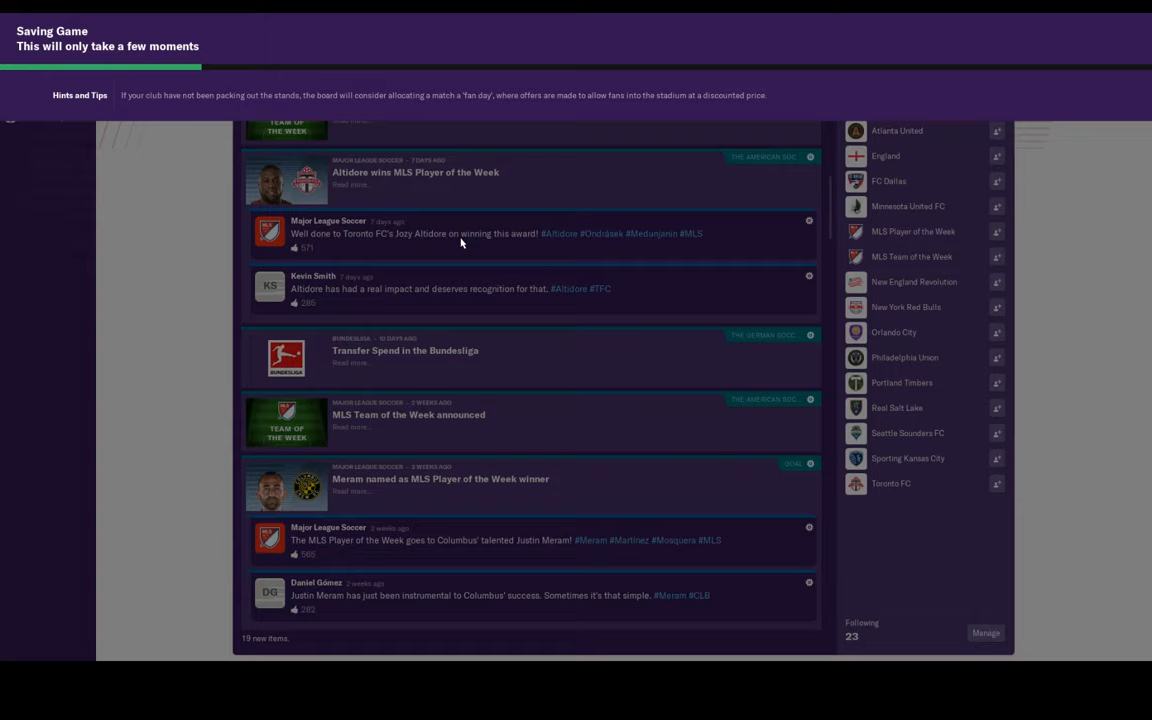 Saving Game
This will only take a few moments
Hints and Tips
If your club have not been packing out the stands, the board will consider allocating a match a 'fan day', where offers are made to allow fans into the stadium at a discounted price.
TEAM OF
THE WEEK
MAJOR LEAGUE SOCCER - 7 DAYS AGO
THE AMERICAN SOC...
Altidore wins MLS Player of the Week
Read more...
Major League Soccer 7 days ago
Well done to Toronto FC's Jozy Altidore on winning this award! #Altidore #Ondrásek #Medunjanin #MLS
571
KS
Kevin Smith 7 days ago
Altidore has had a real impact and deserves recognition for that. #Altidore #TFC
285
BUNDESLIGA - 10 DAYS AGO
THE GERMAN SOCC...
Transfer Spend in the Bundesliga
Read more...
BUNDESLIGA
MAJOR LEAGUE SOCCER - 2 WEEKS AGO
THE AMERICAN SOC...
MLS Team of the Week announced
Read more...
TEAM OF
THE WEEK
MAJOR LEAGUE SOCCER - 2 WEEKS AGO
GOAL
Meram named as MLS Player of the Week winner
Read more...
Major League Soccer 2 weeks ago
The MLS Player of the Week goes to Columbus' talented Justin Meram! #Meram #Martínez #Mosquera #MLS
565
DG
Daniel Gómez 2 weeks ago
Justin Meram has just been instrumental to Columbus' success. Sometimes it's that simple. #Meram #CLB
282
19 new items.
Atlanta United
England
FC Dallas
Minnesota United FC
MLS Player of the Week
MLS Team of the Week
New England Revolution
New York Red Bulls
Orlando City
Philadelphia Union
Portland Timbers
Real Salt Lake
Seattle Sounders FC
Sporting Kansas City
Toronto FC
Following
23
Manage